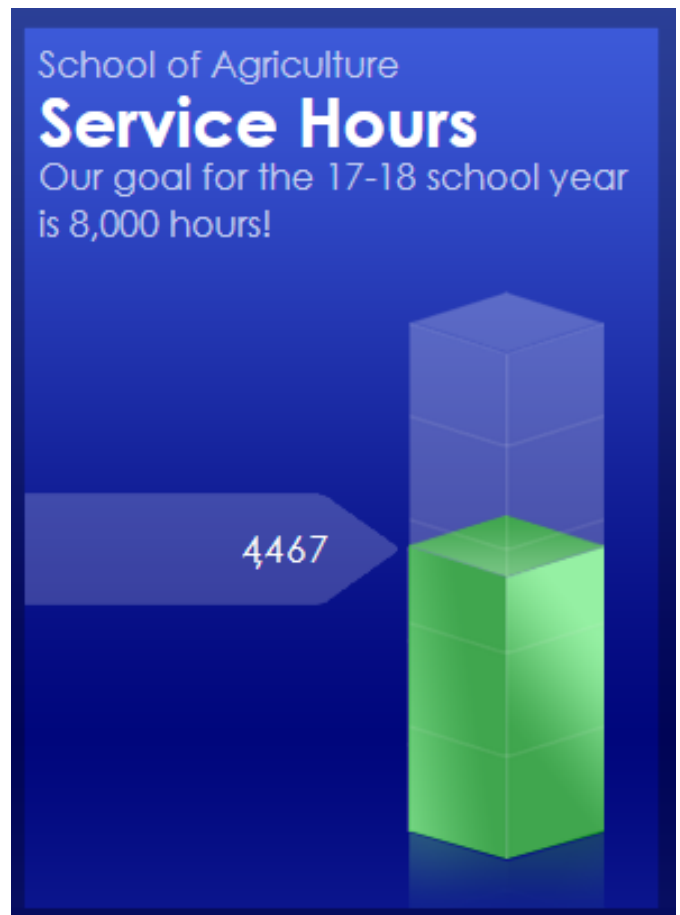 School of Agriculture
Service Hours
Our goal for the 17-18 school year
is 8,000 hours!
4,467